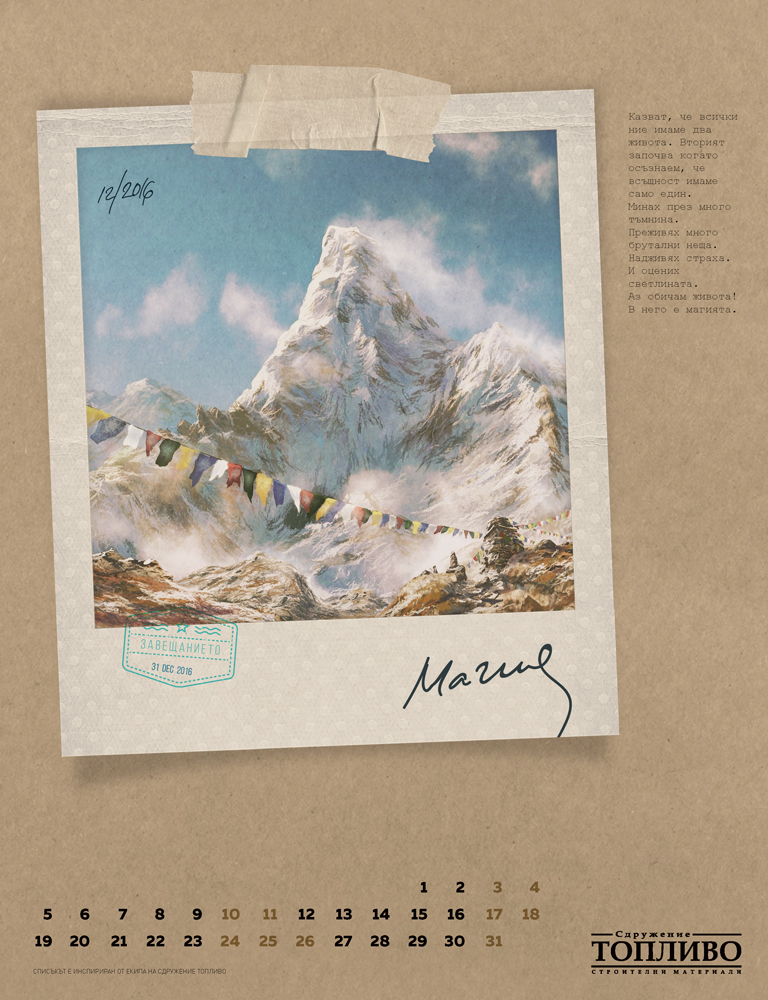 Казват, че всички
ние имаме два
живота. Вторият
започва когато
осъзнаем, че
всъщност имаме
само един.
Минах през много
тъмнина.
Преживях много
брутални неща.
Надживях страха.
И оцених
светлината.
Аз обичам живота!
В него е магията.
12/2016
ЗАВЕЩАНИЕТО
31 DEC 2016
Магия
1 2 3 4
5 6 7 8 9 10 11 12 13 14 15 16 17 18
19 20 21 22 23 24 25 26 27 28 29 30 31
СПИСЪКЪТ Е ИНСПИРИРАН ОТ ЕКИПА НА СДРУЖЕНИЕ ТОПЛИВО
Сдружение
ТОПЛИВО
СТРОИТЕЛНИ МАТЕРИАЛИ